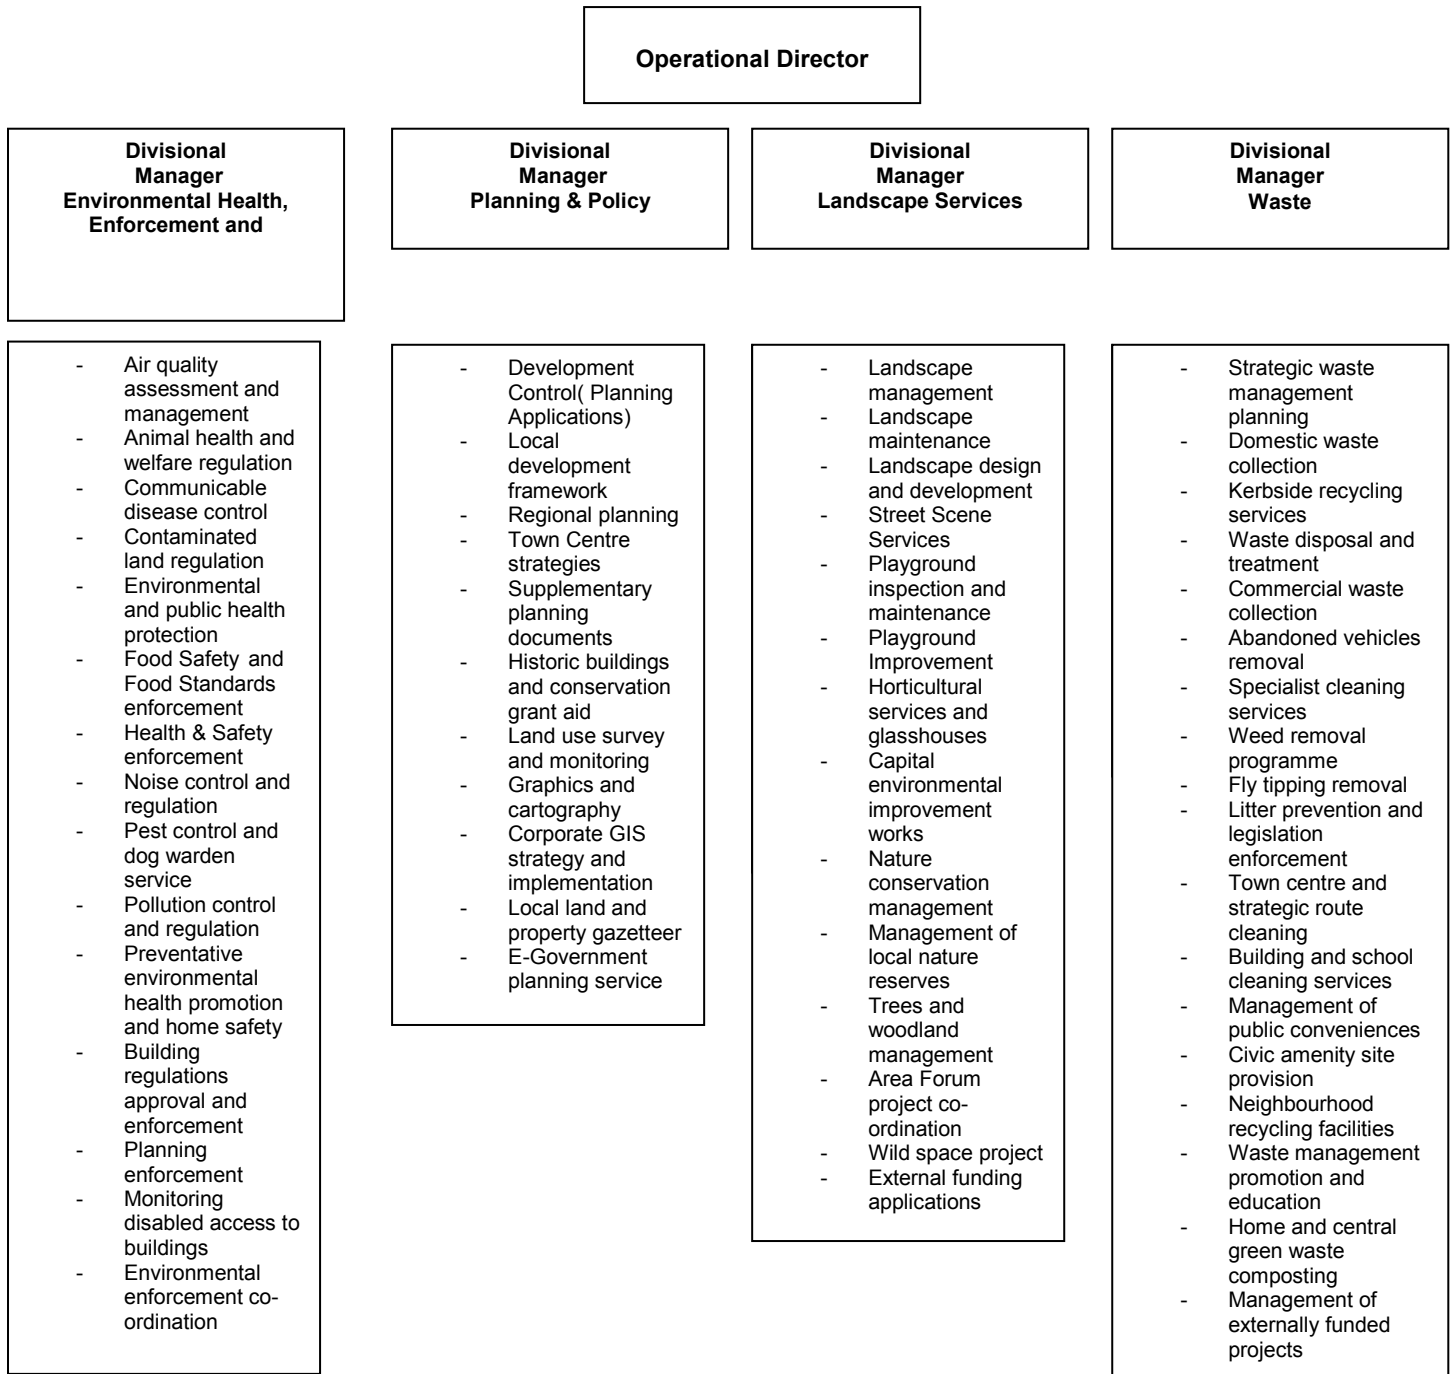 Operational Director
Divisional
Manager
Environmental Health,
Enforcement and
Divisional
Manager
Planning & Policy
Divisional
Manager
Landscape Services
Divisional
Manager
Waste
- Air quality
assessment and
management
- Animal health and
welfare regulation
- Communicable
disease control
- Contaminated
land regulation
- Environmental
and public health
protection
- Food Safety and
Food Standards
enforcement
- Health & Safety
enforcement
- Noise control and
regulation
- Pest control and
dog warden
service
- Pollution control
and regulation
- Preventative
environmental
health promotion
and home safety
- Building
regulations
approval and
enforcement
- Planning
enforcement
- Monitoring
disabled access to
buildings
- Environmental
enforcement co-
ordination
- Development
Control( Planning
Applications)
- Local
development
framework
- Regional planning
- Town Centre
strategies
- Supplementary
planning
documents
- Historic buildings
and conservation
grant aid
- Land use survey
and monitoring
- Graphics and
cartography
- Corporate GIS
strategy and
implementation
- Local land and
property gazetteer
- E-Government
planning service
- Landscape
management
- Landscape
maintenance
- Landscape design
and development
- Street Scene
Services
- Playground
inspection and
maintenance
- Playground
Improvement
- Horticultural
services and
glasshouses
- Capital
environmental
improvement
works
- Nature
conservation
management
- Management of
local nature
reserves
- Trees and
woodland
management
- Area Forum
project co-
ordination
- Wild space project
- External funding
applications
- Strategic waste
management
planning
- Domestic waste
collection
- Kerbside recycling
services
- Waste disposal and
treatment
- Commercial waste
collection
- Abandoned vehicles
removal
- Specialist cleaning
services
- Weed removal
programme
- Fly tipping removal
- Litter prevention and
legislation
enforcement
- Town centre and
strategic route
cleaning
- Building and school
cleaning services
- Management of
public conveniences
- Civic amenity site
provision
- Neighbourhood
recycling facilities
- Waste management
promotion and
education
- Home and central
green waste
composting
- Management of
externally funded
projects